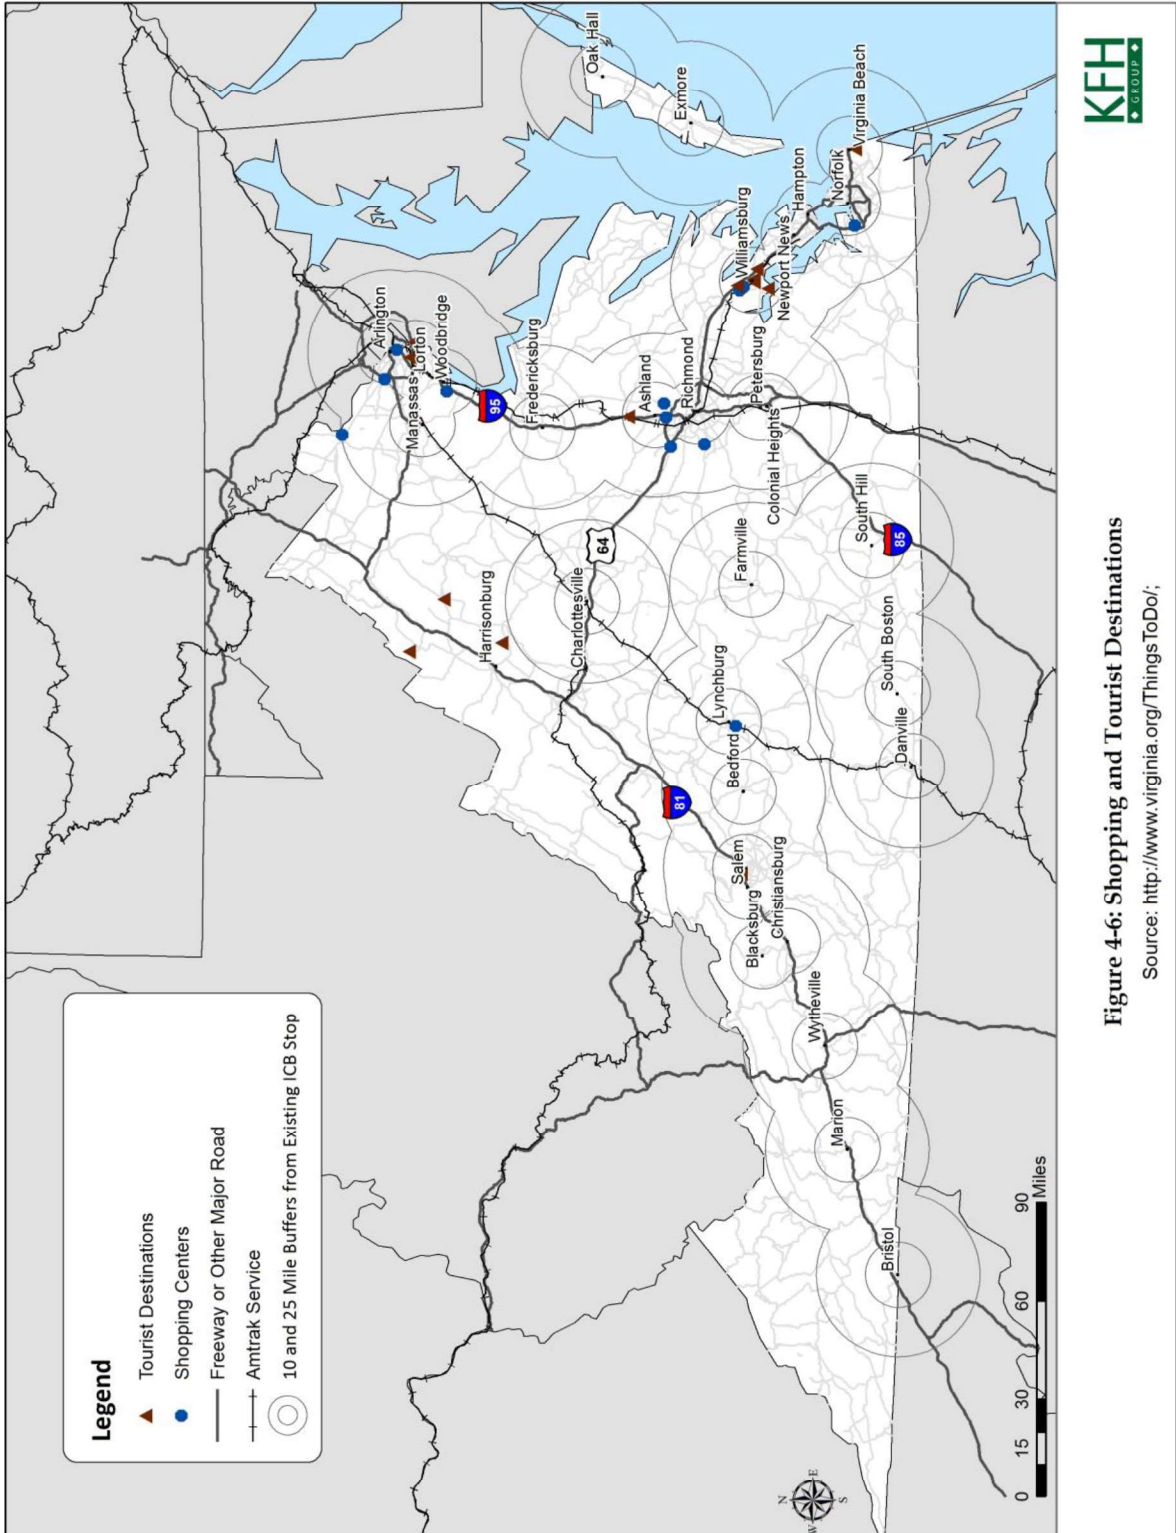 Legend
Tourist Destinations
Shopping Centers
Freeway or Other Major Road
Amtrak Service
10 and 25 Mile Buffers from Existing ICB Stop
Oak Hall
Exmore
Virginia Beach
Norfolk
Hampton
Williamsburg
Newport News
Arlington
Lorton
Woodbridge
Manassas
95
Fredericksburg
Ashland
Richmond
Petersburg
Colonial Heights
South Hill
85
64
Farmville
Charlottesville
Harrisonburg
South Boston
Lynchburg
Danville
Bedford
81
Salem
Blacksburg
Christiansburg
Wytheville
Marion
Bristol
N
W
E
S
0 15 30 60 90
Miles
Figure 4-6: Shopping and Tourist Destinations
Source: http://www.virginia.org/ThingsToDo/;
KFH
GROUP